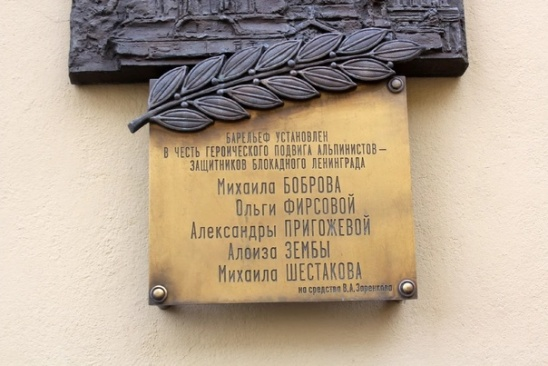 БАРЕЛЬЕФ УСТАНОВЛЕН
В ЧЕСТЬ ГЕРОИЧЕСКОГО ПОДВИГА АЛЬПИНИСТОВ –
ЗАЩИТНИКОВ БЛОКАДНОГО ЛЕНИНГРАДА
Михаила БОБРОВА
Ольги ФИРСОВОЙ
Александры ПРИГОЖЕВОЙ
Алоиза ЗЕМБЫ
Михаила ШЕСТАКОВА
на средства В.А.Заренкова